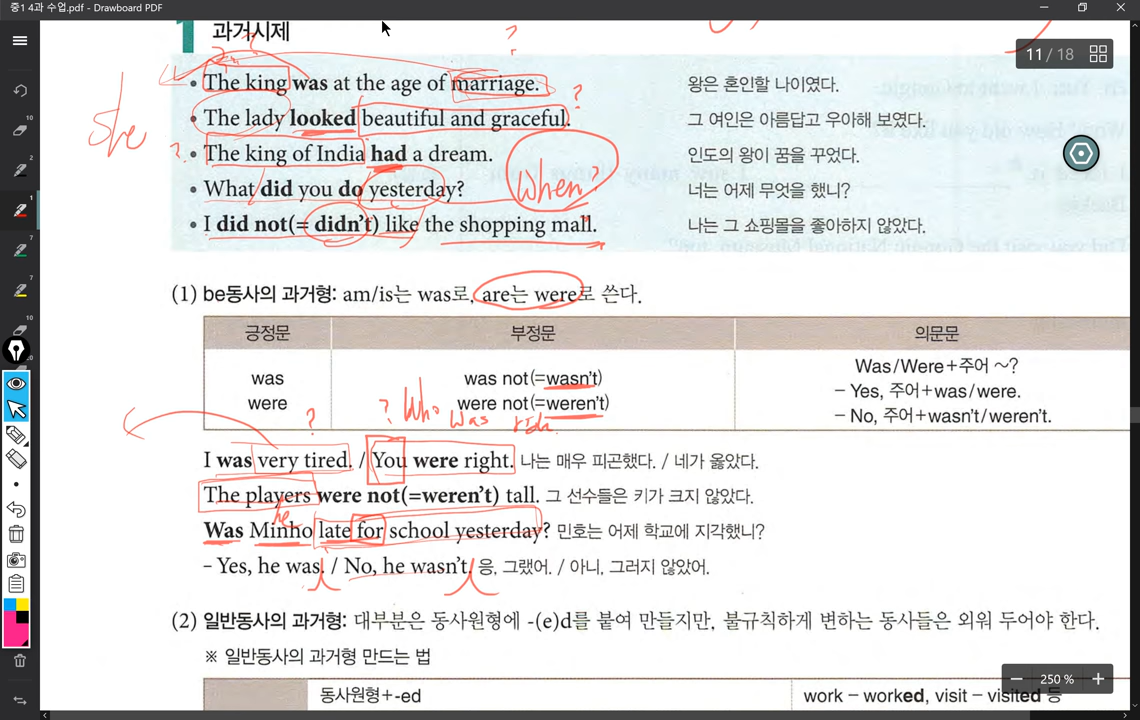 중1 4과 수업.pdf - Drawboard PDF
11 / 18
1 과거시제
• The king was at the age of marriage. 왕은 혼인할 나이였다.
• The lady looked beautiful and graceful. 그 여인은 아름답고 우아해 보였다.
she
• The king of India had a dream. 인도의 왕이 꿈을 꾸었다.
• What did you do yesterday? 너는 어제 무엇을 했니?
when?
• I did not(= didn't) like the shopping mall. 나는 그 쇼핑몰을 좋아하지 않았다.
(1) be동사의 과거형: am/is는 was로, are는 were로 쓴다.
긍정문 부정문 의문문
was were
was not(=wasn't)
were not(=weren't)
Was/Were+주어 ~?
– Yes, 주어+was/were.
– No, 주어+wasn't/weren't.
? ? Who was
I was very tired. / You were right. 나는 매우 피곤했다. / 네가 옳았다.
The players were not(=weren't) tall. 그 선수들은 키가 크지 않았다.
he
Was Minho late for school yesterday? 민호는 어제 학교에 지각했니?
– Yes, he was. / No, he wasn't. 응, 그랬어. / 아니, 그러지 않았어.
(2) 일반동사의 과거형: 대부분은 동사원형에 -(e)d를 붙여 만들지만, 불규칙하게 변하는 동사들은 외워 두어야 한다.
※ 일반동사의 과거형 만드는 법
동사원형+-ed work – worked, visit – visited 등
250 %